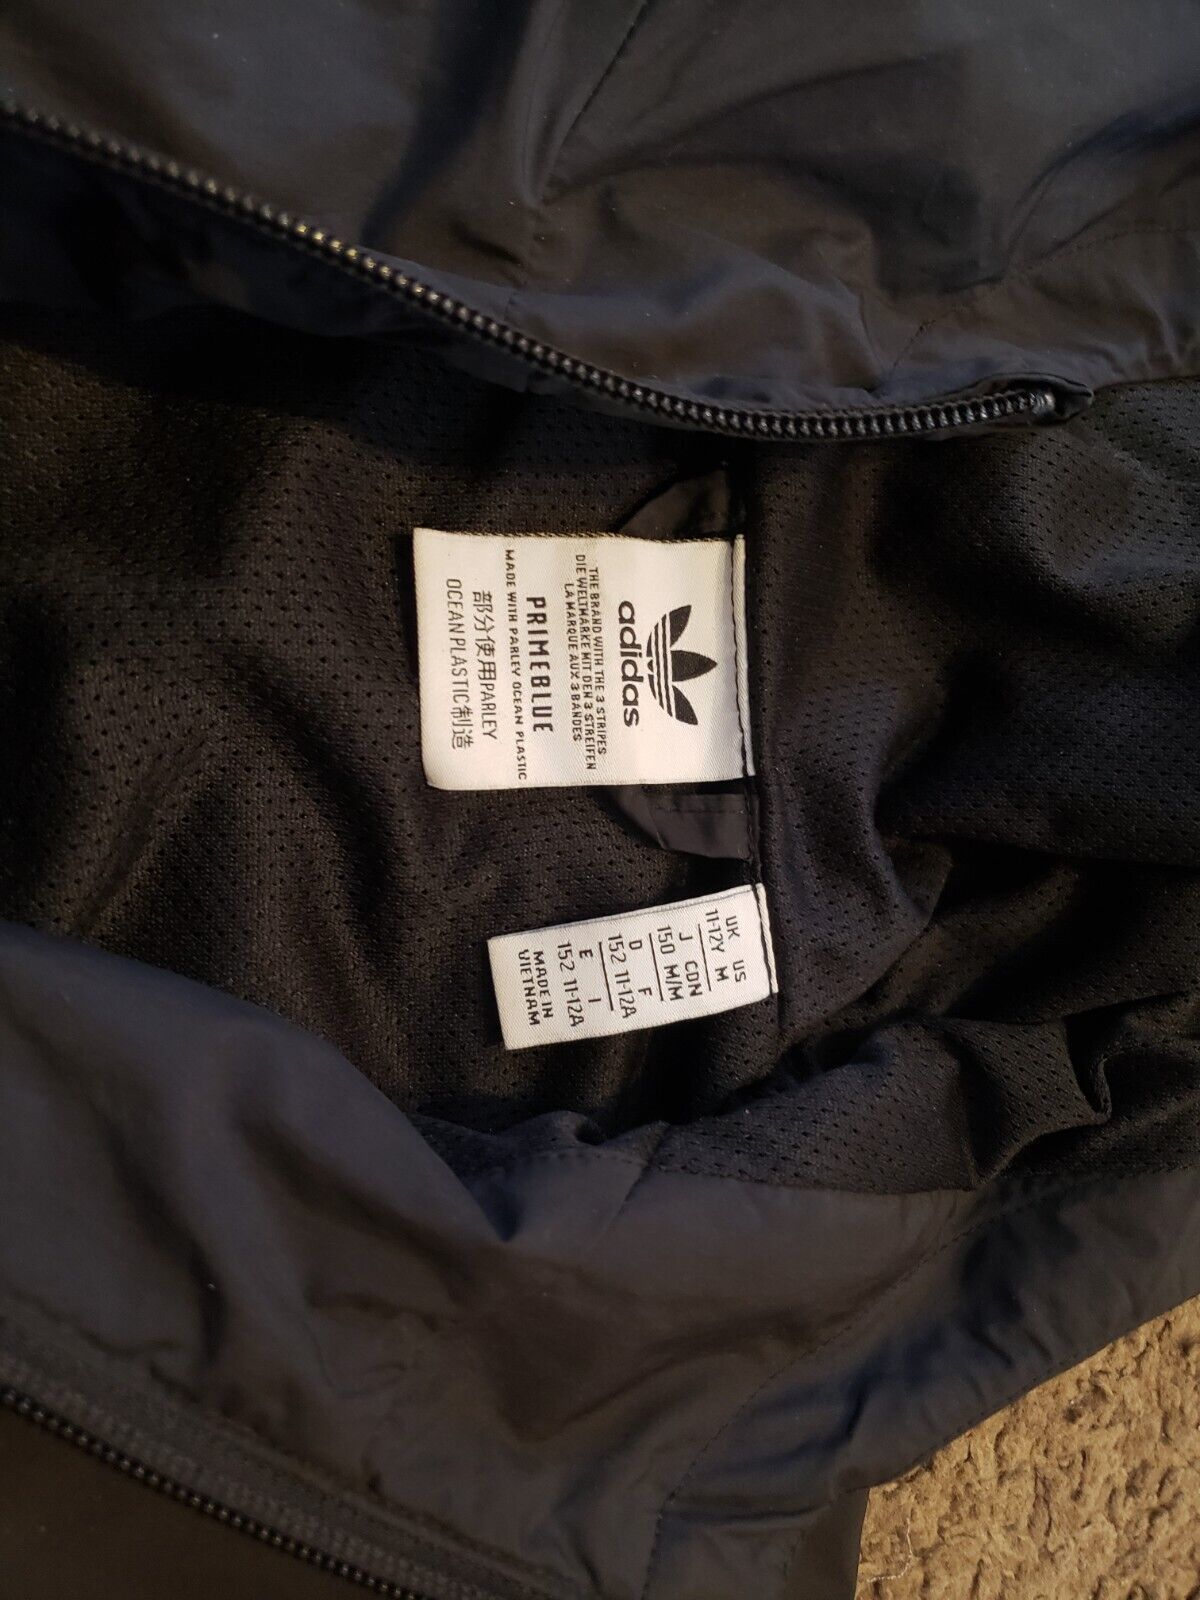 adidas
THE BRAND WITH THE 3 STRIPES
DIE WELTMARKE MIT DEN 3 STREIFEN
LA MARQUE AUX 3 BANDES
PRIMEBLUE
MADE WITH PARLEY OCEAN PLASTIC
部分使用PARLEY
OCEAN PLASTIC制造
UK US
11-12Y M
J CDN
150 M/M
D F
152 11-12A
E I
152 11-12A
MADE IN
VIETNAM